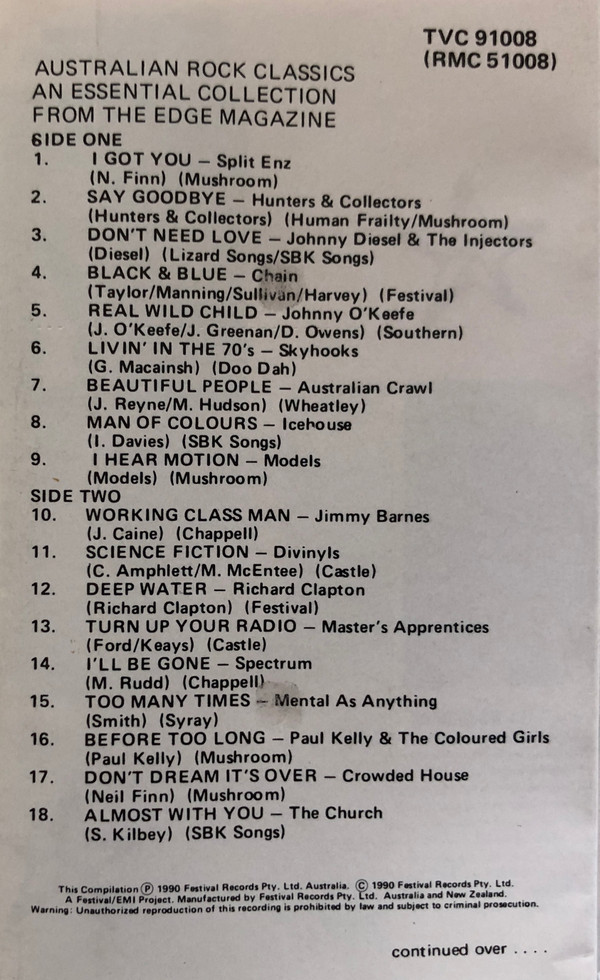 TVC 91008
(RMC 51008)
AUSTRALIAN ROCK CLASSICS
AN ESSENTIAL COLLECTION
FROM THE EDGE MAGAZINE
SIDE ONE
1. I GOT YOU – Split Enz
(N. Finn) (Mushroom)
2. SAY GOODBYE – Hunters & Collectors
(Hunters & Collectors) (Human Frailty/Mushroom)
3. DON'T NEED LOVE – Johnny Diesel & The Injectors
(Diesel) (Lizard Songs/SBK Songs)
4. BLACK & BLUE – Chain
(Taylor/Manning/Sullivan/Harvey) (Festival)
5. REAL WILD CHILD – Johnny O'Keefe
(J. O'Keefe/J. Greenan/D. Owens) (Southern)
6. LIVIN' IN THE 70's – Skyhooks
(G. Macainsh) (Doo Dah)
7. BEAUTIFUL PEOPLE – Australian Crawl
(J. Reyne/M. Hudson) (Wheatley)
8. MAN OF COLOURS – Icehouse
(I. Davies) (SBK Songs)
9. I HEAR MOTION – Models
(Models) (Mushroom)
SIDE TWO
10. WORKING CLASS MAN – Jimmy Barnes
(J. Caine) (Chappell)
11. SCIENCE FICTION – Divinyls
(C. Amphlett/M. McEntee) (Castle)
12. DEEP WATER – Richard Clapton
(Richard Clapton) (Festival)
13. TURN UP YOUR RADIO – Master's Apprentices
(Ford/Keays) (Castle)
14. I'LL BE GONE – Spectrum
(M. Rudd) (Chappell)
15. TOO MANY TIMES – Mental As Anything
(Smith) (Syray)
16. BEFORE TOO LONG – Paul Kelly & The Coloured Girls
(Paul Kelly) (Mushroom)
17. DON'T DREAM IT'S OVER – Crowded House
(Neil Finn) (Mushroom)
18. ALMOST WITH YOU – The Church
(S. Kilbey) (SBK Songs)
This Compilation Ⓟ 1990 Festival Records Pty. Ltd. Australia. Ⓒ 1990 Festival Records Pty. Ltd.
A Festival/EMI Project. Manufactured by Festival Records Pty. Ltd. Australia and New Zealand.
Warning: Unauthorized reproduction of this recording is prohibited by law and subject to criminal prosecution.
continued over . . . .